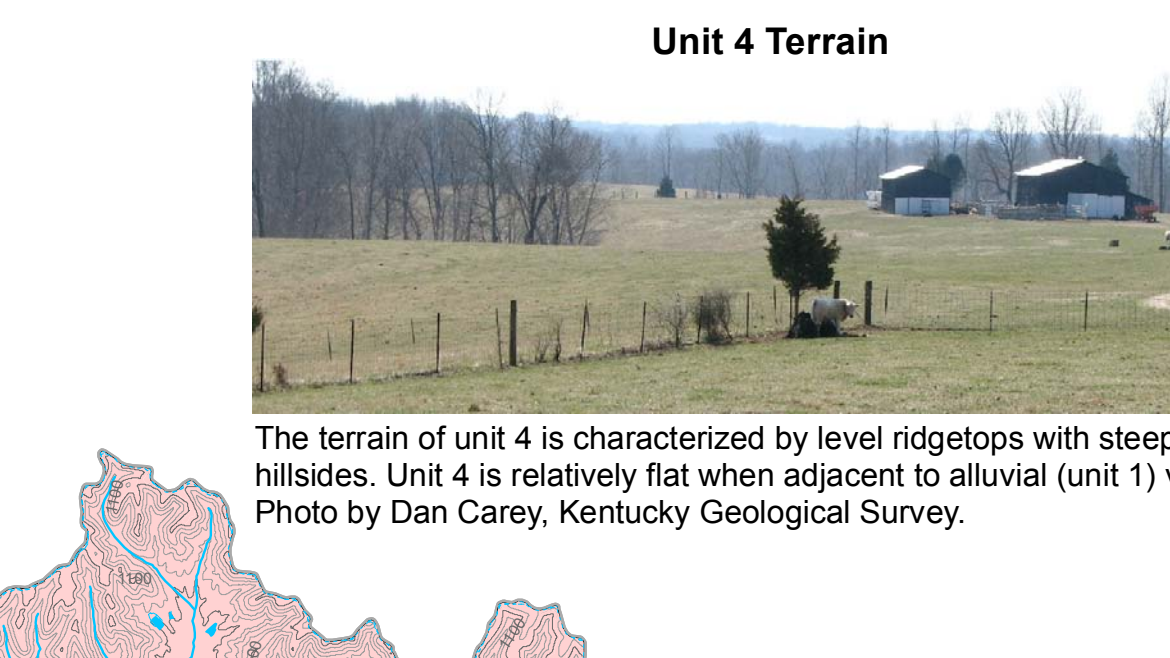 Unit 4 Terrain
The terrain of unit 4 is characterized by level ridgetops with steep
hillsides. Unit 4 is relatively flat when adjacent to alluvial (unit 1)
Photo by Dan Carey, Kentucky Geological Survey.
1100
1100
1100